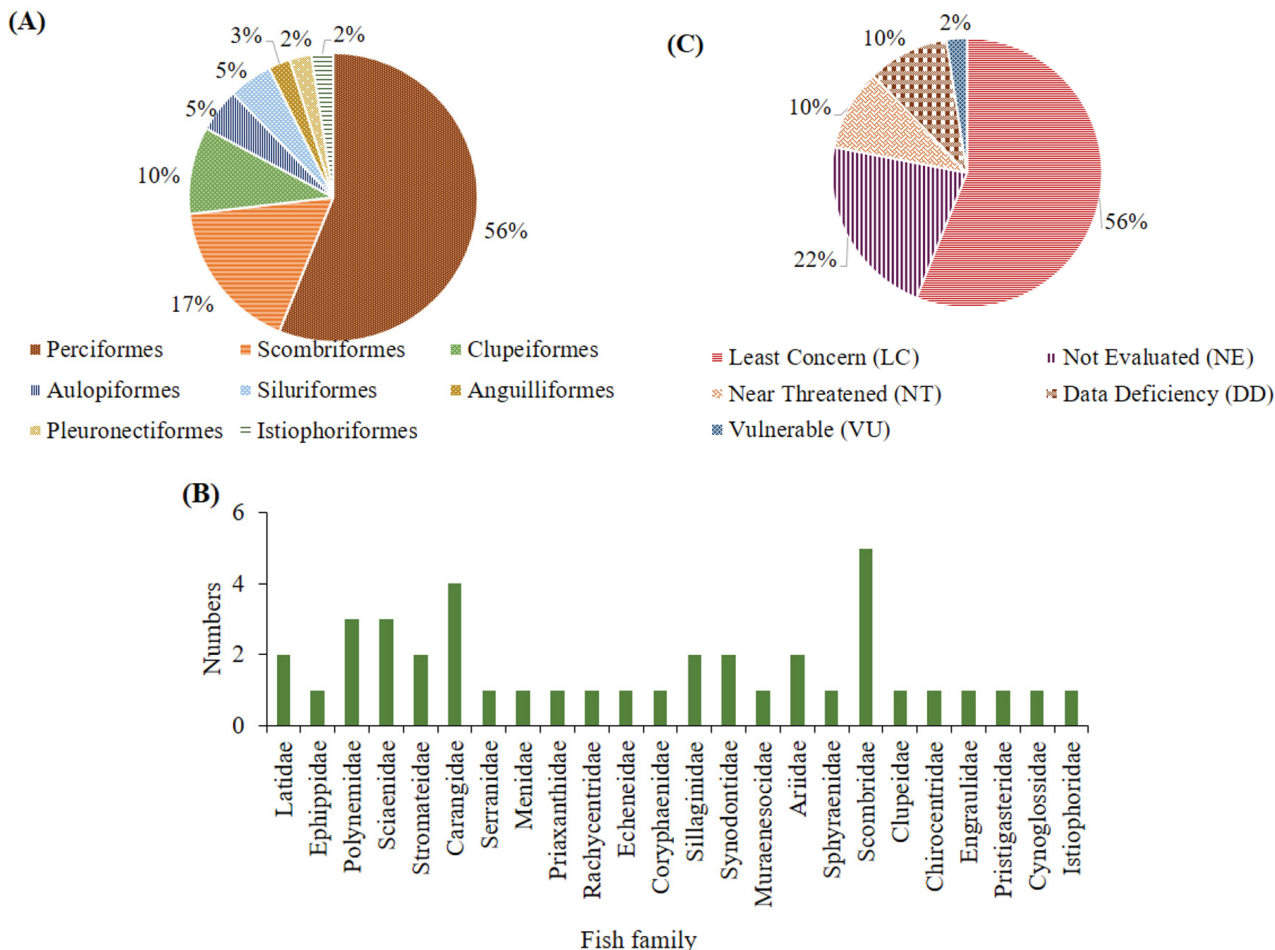 (A)
3%
2%
2%
5%
5%
10%
17%
56%
Perciformes Scombriformes Clupeiformes
Aulopiformes Siluriformes Anguilliformes
Pleuronectiformes Istiophoriformes
(C)
2%
10%
10%
22%
56%
Least Concern (LC) Not Evaluated (NE)
Near Threatened (NT) Data Deficiency (DD)
Vulnerable (VU)
(B)
Numbers
6
4
2
0
Latidae
Ephippidae
Polynemidae
Sciaenidae
Stromateidae
Carangidae
Serranidae
Menidae
Priaxanthidae
Rachycentridae
Echeneidae
Coryphaenidae
Sillaginidae
Synodontidae
Muraenesocidae
Ariidae
Sphyraenidae
Scombridae
Clupeidae
Chirocentridae
Engraulidae
Pristigasteridae
Cynoglossidae
Istiophoridae
Fish family